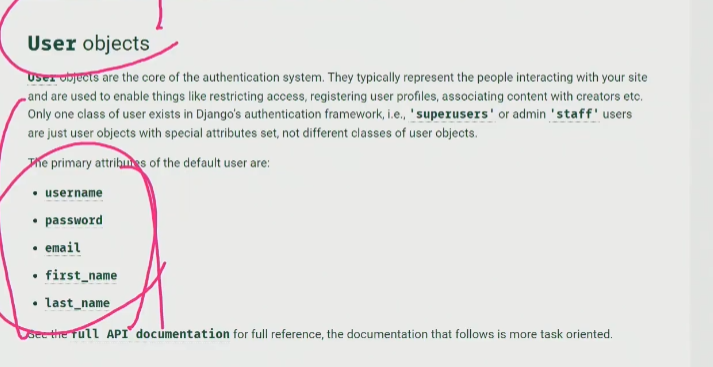 User objects
User objects are the core of the authentication system. They typically represent the people interacting with your site
and are used to enable things like restricting access, registering user profiles, associating content with creators etc.
Only one class of user exists in Django's authentication framework, i.e., 'superusers' or admin 'staff' users
are just user objects with special attributes set, not different classes of user objects.
The primary attributes of the default user are:
• username
• password
• email
• first_name
• last_name
See the full API documentation for full reference, the documentation that follows is more task oriented.